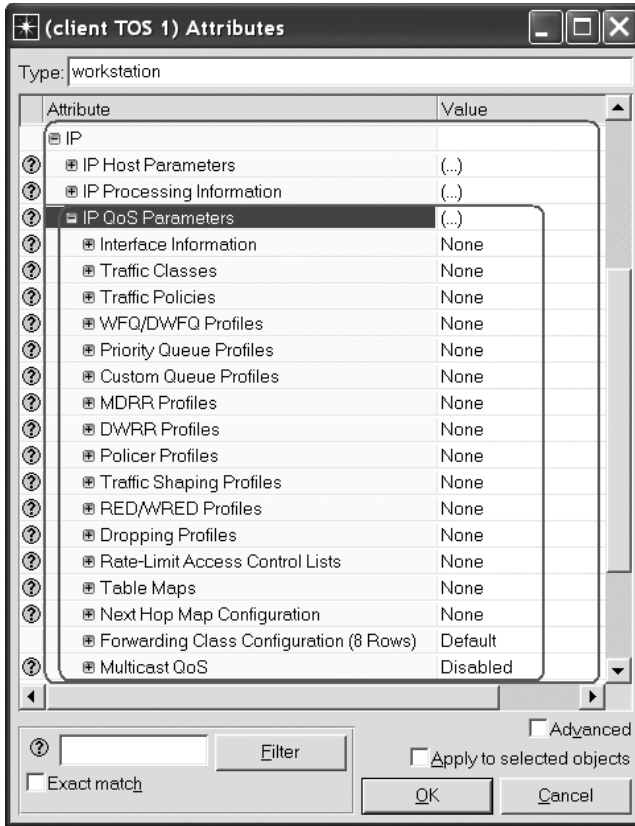 (client TOS 1) Attributes
Type: workstation
Attribute Value
IP
IP Host Parameters (...)
IP Processing Information (...)
IP QoS Parameters (...)
Interface Information None
Traffic Classes None
Traffic Policies None
WFQ/DWFQ Profiles None
Priority Queue Profiles None
Custom Queue Profiles None
MDRR Profiles None
DWRR Profiles None
Policer Profiles None
Traffic Shaping Profiles None
RED/WRED Profiles None
Dropping Profiles None
Rate-Limit Access Control Lists None
Table Maps None
Next Hop Map Configuration None
Forwarding Class Configuration (8 Rows) Default
Multicast QoS Disabled
Advanced
Filter
Apply to selected objects
Exact match
OK Cancel